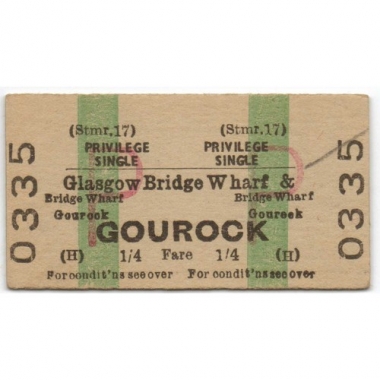 (Stmr.17) (Stmr.17)
PRIVILEGE PRIVILEGE
SINGLE SINGLE
Glasgow Bridge Wharf &
Bridge Wharf Bridge Wharf
Gourock Gourock
GOUROCK
(H) 1/4 Fare 1/4 (H)
For condit'ns see over For condit'ns see over
0335
0335
P P